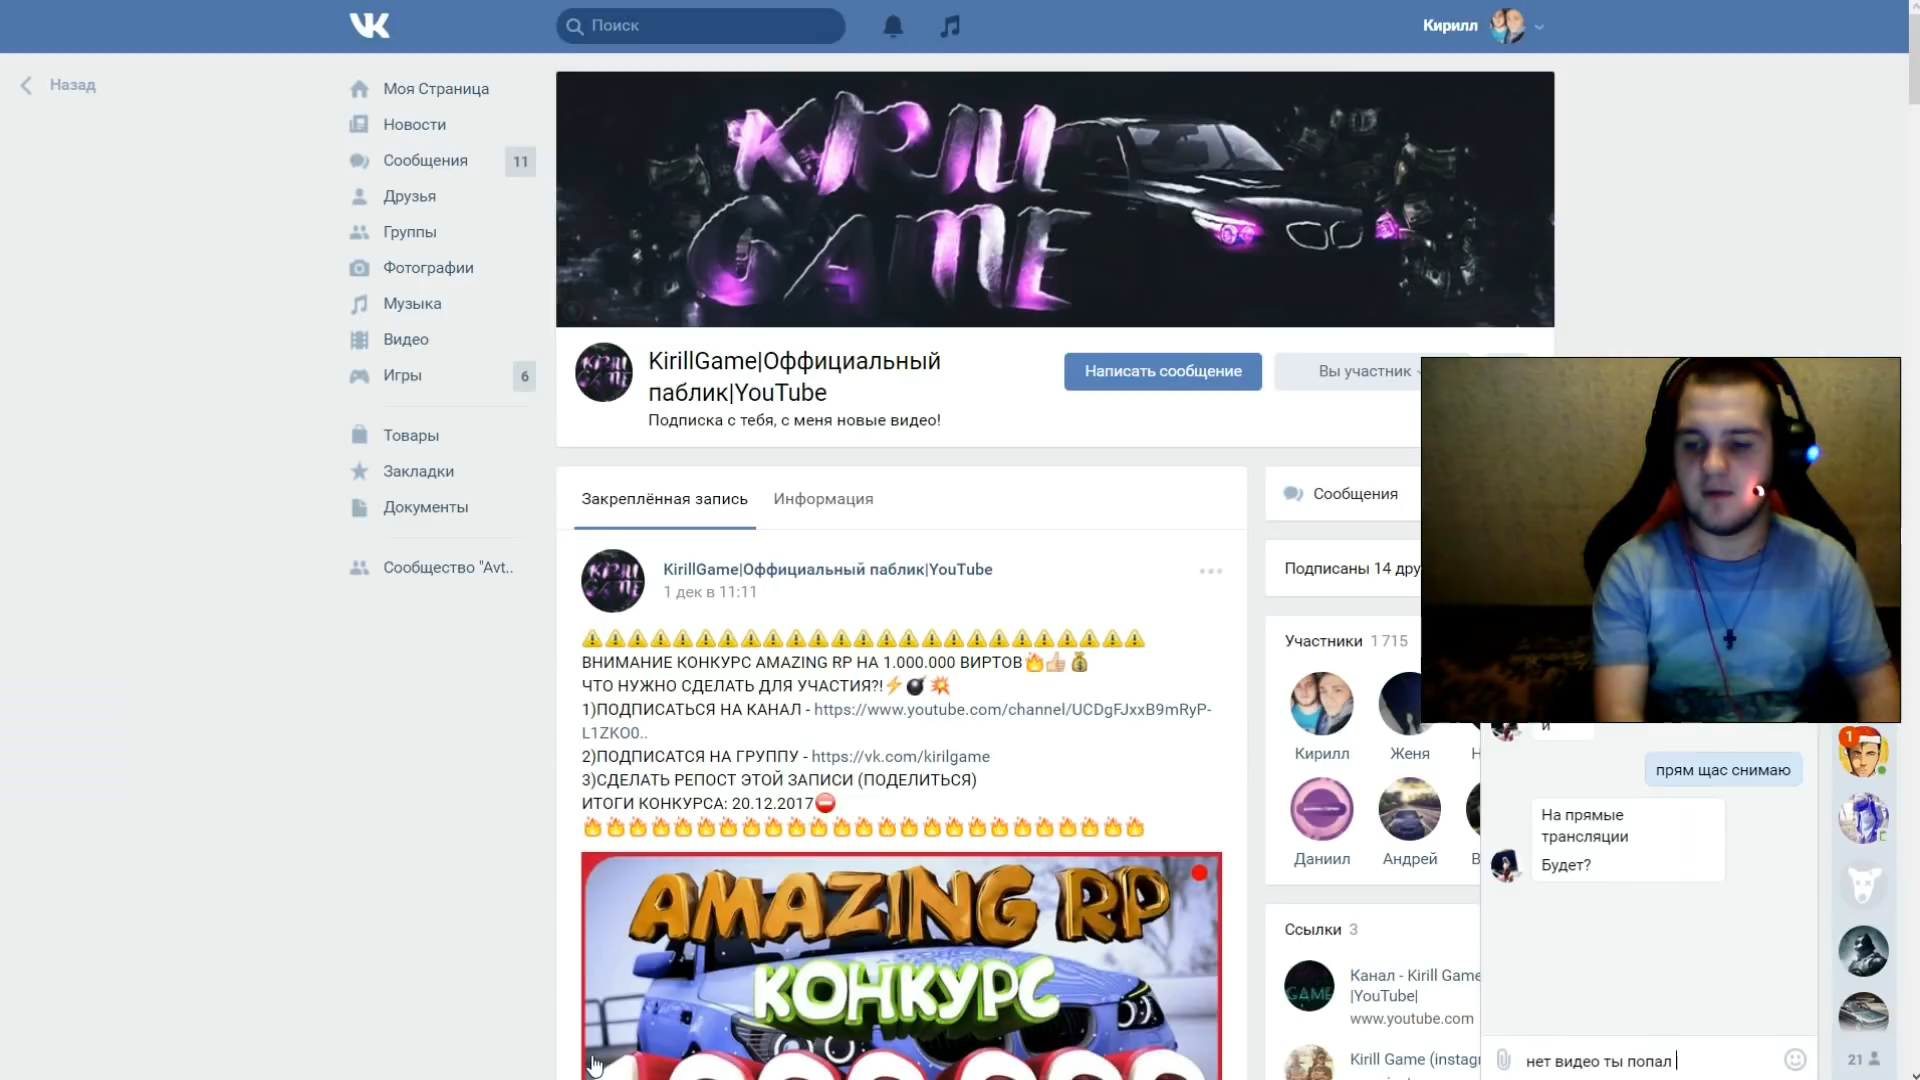 Поиск
Кирилл
Назад
Моя Страница
Новости
Сообщения 11
Друзья
Группы
Фотографии
Музыка
Видео
Игры 6
Товары
Закладки
Документы
Сообщество "Avt..
KIRILL
GAME
KirillGame|Оффициальный
паблик|YouTube
Подписка с тебя, с меня новые видео!
Написать сообщение
Вы участник
Закреплённая запись
Информация
KirillGame|Оффициальный паблик|YouTube
1 дек в 11:11
ВНИМАНИЕ КОНКУРС AMAZING RP НА 1.000.000 ВИРТОВ
ЧТО НУЖНО СДЕЛАТЬ ДЛЯ УЧАСТИЯ?!
1)ПОДПИСАТЬСЯ НА КАНАЛ - https://www.youtube.com/channel/UCDgFJxxB9mRyP-
L1ZKO0..
2)ПОДПИСАТСЯ НА ГРУППУ - https://vk.com/kirilgame
3)СДЕЛАТЬ РЕПОСТ ЭТОЙ ЗАПИСИ (ПОДЕЛИТЬСЯ)
ИТОГИ КОНКУРСА: 20.12.2017
AMAZING RP
КОНКУРС
Сообщения
Подписаны 14 дру
Участники 1 715
Кирилл
Женя
Даниил
Андрей
Ссылки 3
Канал - Kirill Game
|YouTube|
www.youtube.com
Kirill Game (instag
и
прям щас снимаю
На прямые
трансляции
Будет?
нет видео ты попал
1
21